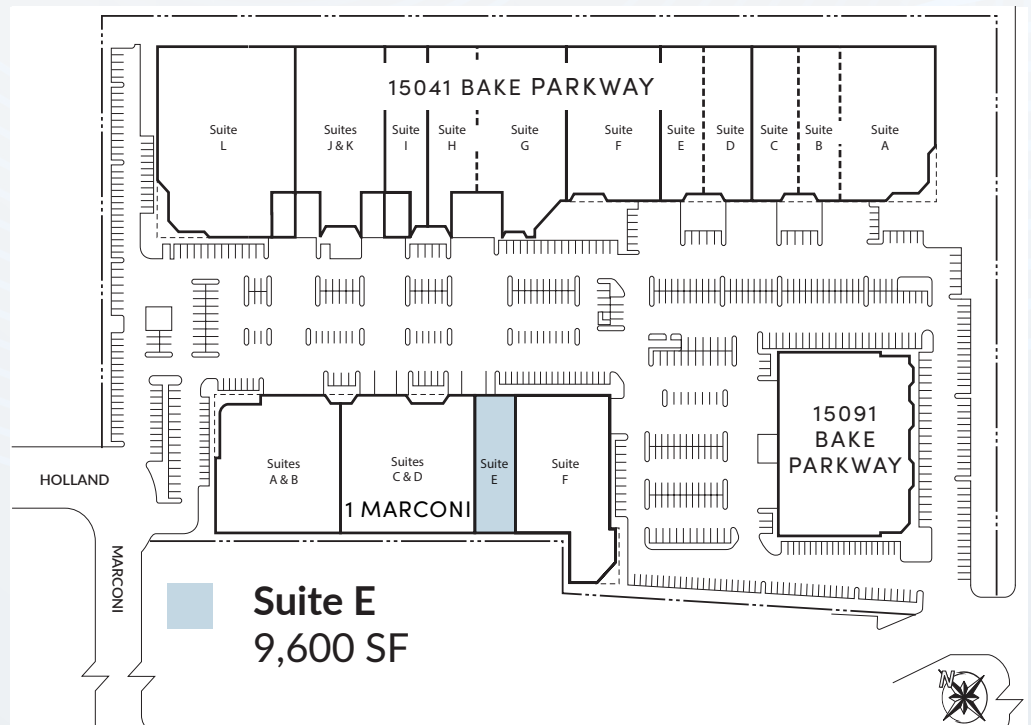 15041 BAKE PARKWAY
Suite
L
Suites
J & K
Suite
I
Suite
H
Suite
G
Suite
F
Suite
E
Suite
D
Suite
C
Suite
B
Suite
A
15091
BAKE
PARKWAY
HOLLAND
MARCONI
Suites
A & B
Suites
C & D
Suite
E
Suite
F
1 MARCONI
Suite E
9,600 SF
N